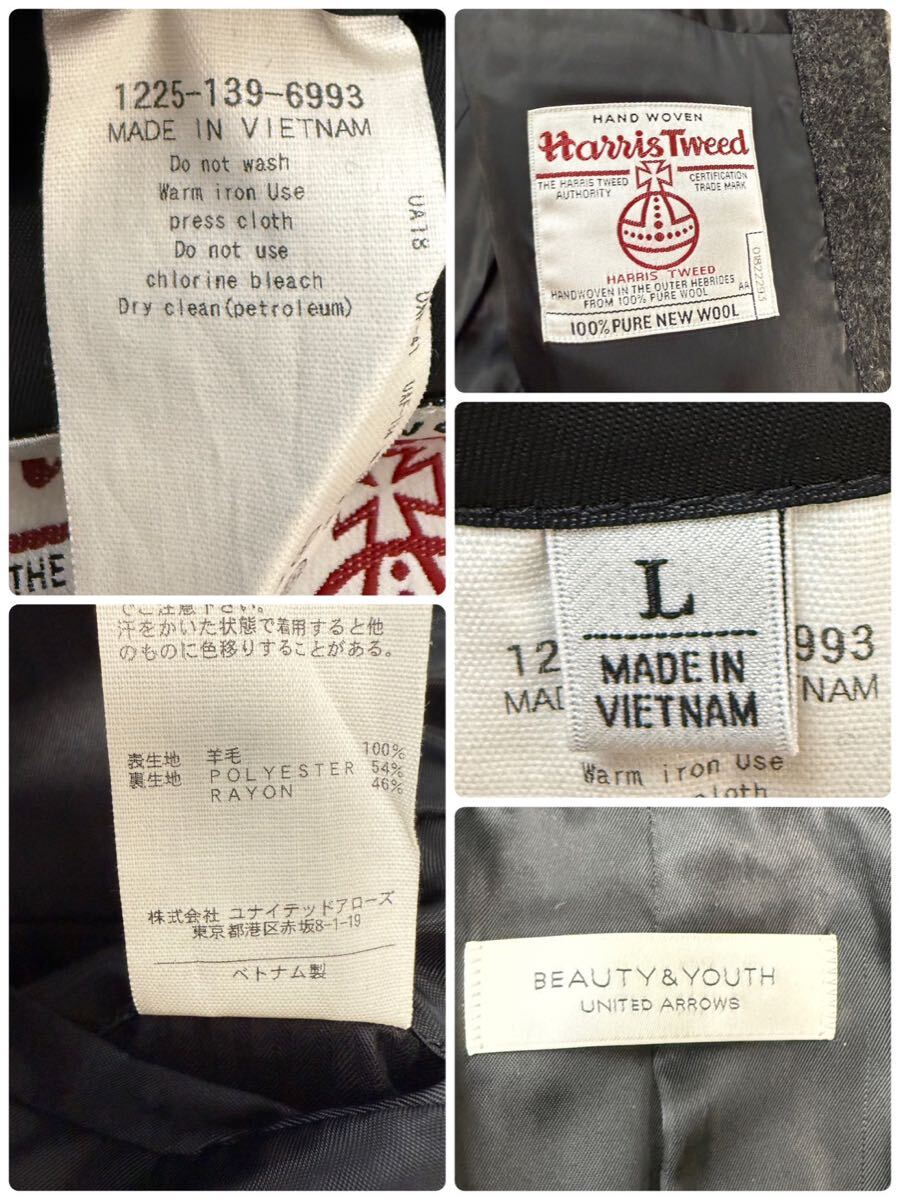 1225-139-6993
MADE IN VIETNAM
Do not wash
Warm iron Use
press cloth
Do not use
chlorine bleach
Dry clean(petroleum)
UA18
THE
HAND WOVEN
Harris Tweed
THE HARRIS TWEED AUTHORITY
CERTIFICATION TRADE MARK
HARRIS TWEED
HANDWOVEN IN THE OUTER HEBRIDES
FROM 100% PURE WOOL
AA
0822293
100% PURE NEW WOOL
L
MADE IN
VIETNAM
12
993
MAD
NAM
Warm iron Use
汗をかいた状態で着用すると他
のものに色移りすることがある。
表生地 羊毛 100%
裏生地 POLYESTER 54%
RAYON 46%
株式会社 ユナイテッドアローズ
東京都港区赤坂8-1-19
ベトナム製
BEAUTY&YOUTH
UNITED ARROWS